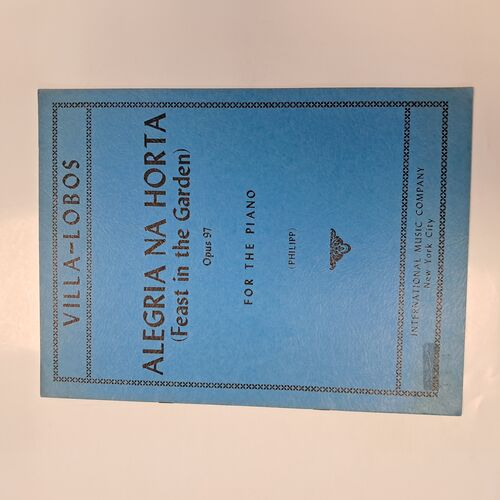 VILLA-LOBOS
ALEGRIA NA HORTA
(Feast in the Garden)
Opus 97
FOR THE PIANO
(PHILIPP)
INTERNATIONAL MUSIC COMPANY
New York City